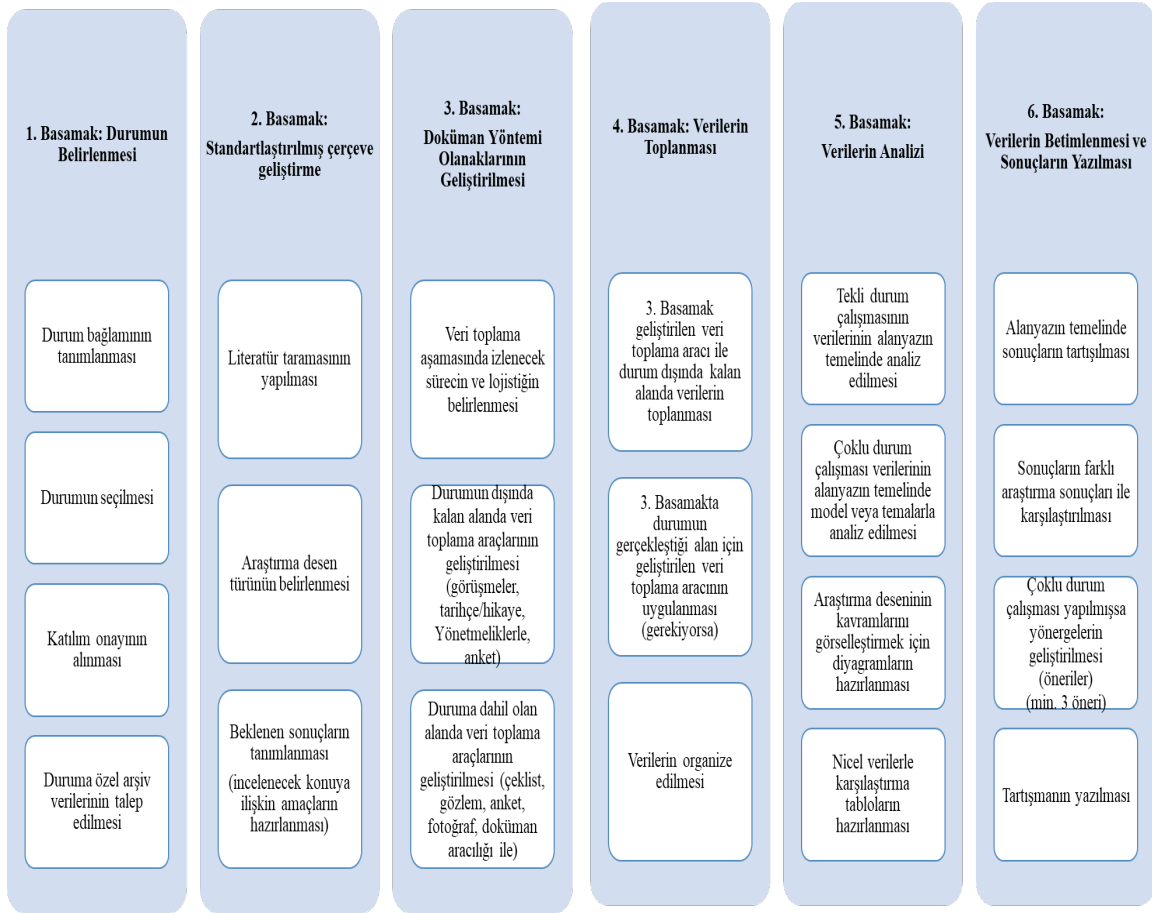 1. Basamak: Durumun
Belirlenmesi
Durum bağlamının
tanımlanması
Durumun seçilmesi
Katılım onayının
alınması
Duruma özel arşiv
verilerinin talep
edilmesi
2. Basamak:
Standartlaştırılmış çerçeve
geliştirme
Literatür taramasının
yapılması
Araştırma desen
türünün belirlenmesi
Beklenen sonuçların
tanımlanması
(incelenecek konuya
ilişkin amaçların
hazırlanması)
3. Basamak:
Doküman Yöntemi
Olanaklarının
Geliştirilmesi
Veri toplama
aşamasında izlenecek
sürecin ve lojistiğin
belirlenmesi
Durumun dışında
kalan alanda veri
toplama araçlarının
geliştirilmesi
(görüşmeler,
tarihçe/hikaye,
Yönetmeliklerle,
anket)
Duruma dahil olan
alanda veri toplama
araçlarının
geliştirilmesi (çeklist,
gözlem, anket,
fotoğraf, doküman
aracılığı ile)
4. Basamak: Verilerin
Toplanması
3. Basamak
geliştirilen veri
toplama aracı ile
durum dışında kalan
alanda verilerin
toplanması
3. Basamakta
durumun
gerçekleştiği alan için
geliştirilen veri
toplama aracının
uygulanması
(gerekiyorsa)
Verilerin organize
edilmesi
5. Basamak:
Verilerin Analizi
Tekli durum
çalışmasının
verilerinin alanyazın
temelinde analiz
edilmesi
Çoklu durum
çalışması verilerinin
alanyazın temelinde
model veya temalarla
analiz edilmesi
Araştırma deseninin
kavramlarını
görselleştirmek için
diyagramların
hazırlanması
Nicel verilerle
karşılaştırma
tabloların
hazırlanması
6. Basamak:
Verilerin Betimlenmesi ve
Sonuçların Yazılması
Alanyazın temelinde
sonuçların tartışılması
Sonuçların farklı
araştırma sonuçları ile
karşılaştırılması
Çoklu durum
çalışması yapılmışsa
yönergelerin
geliştirilmesi
(öneriler)
(min. 3 öneri)
Tartışmanın yazılması